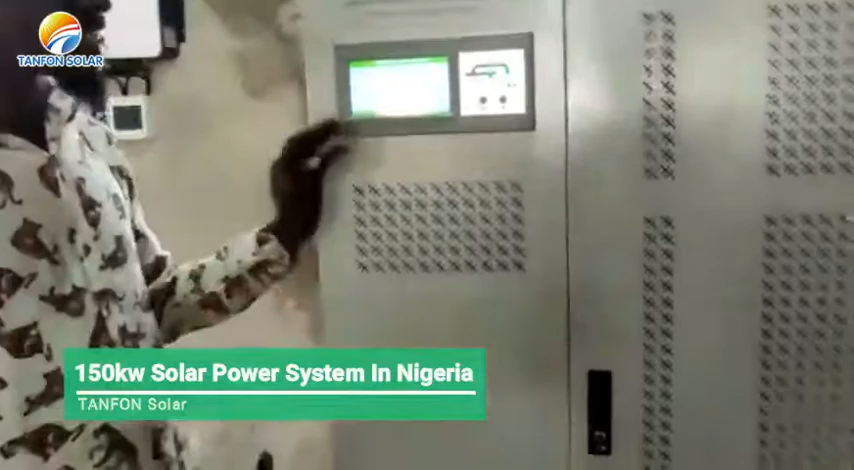 TANFON SOLAR
150kw Solar Power System In Nigeria
TANFON Solar